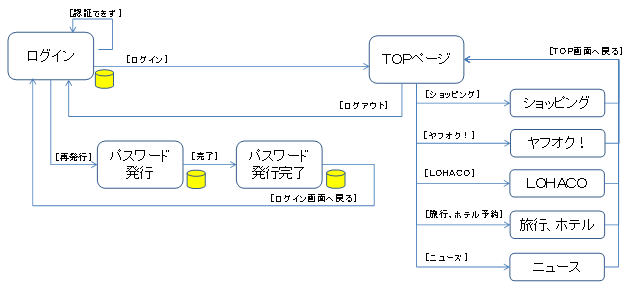 [認証できず]
ログイン
[ログイン]
TOPページ
[TOP画面へ戻る]
[ショッピング]
ショッピング
[ログアウト]
[ヤフオク！]
ヤフオク！
[再発行]
パスワード
発行
[完了]
パスワード
発行完了
[LOHACO]
LOHACO
[ログイン画面へ戻る]
[旅行、ホテル予約]
旅行、ホテル
[ニューズ]
ニュース